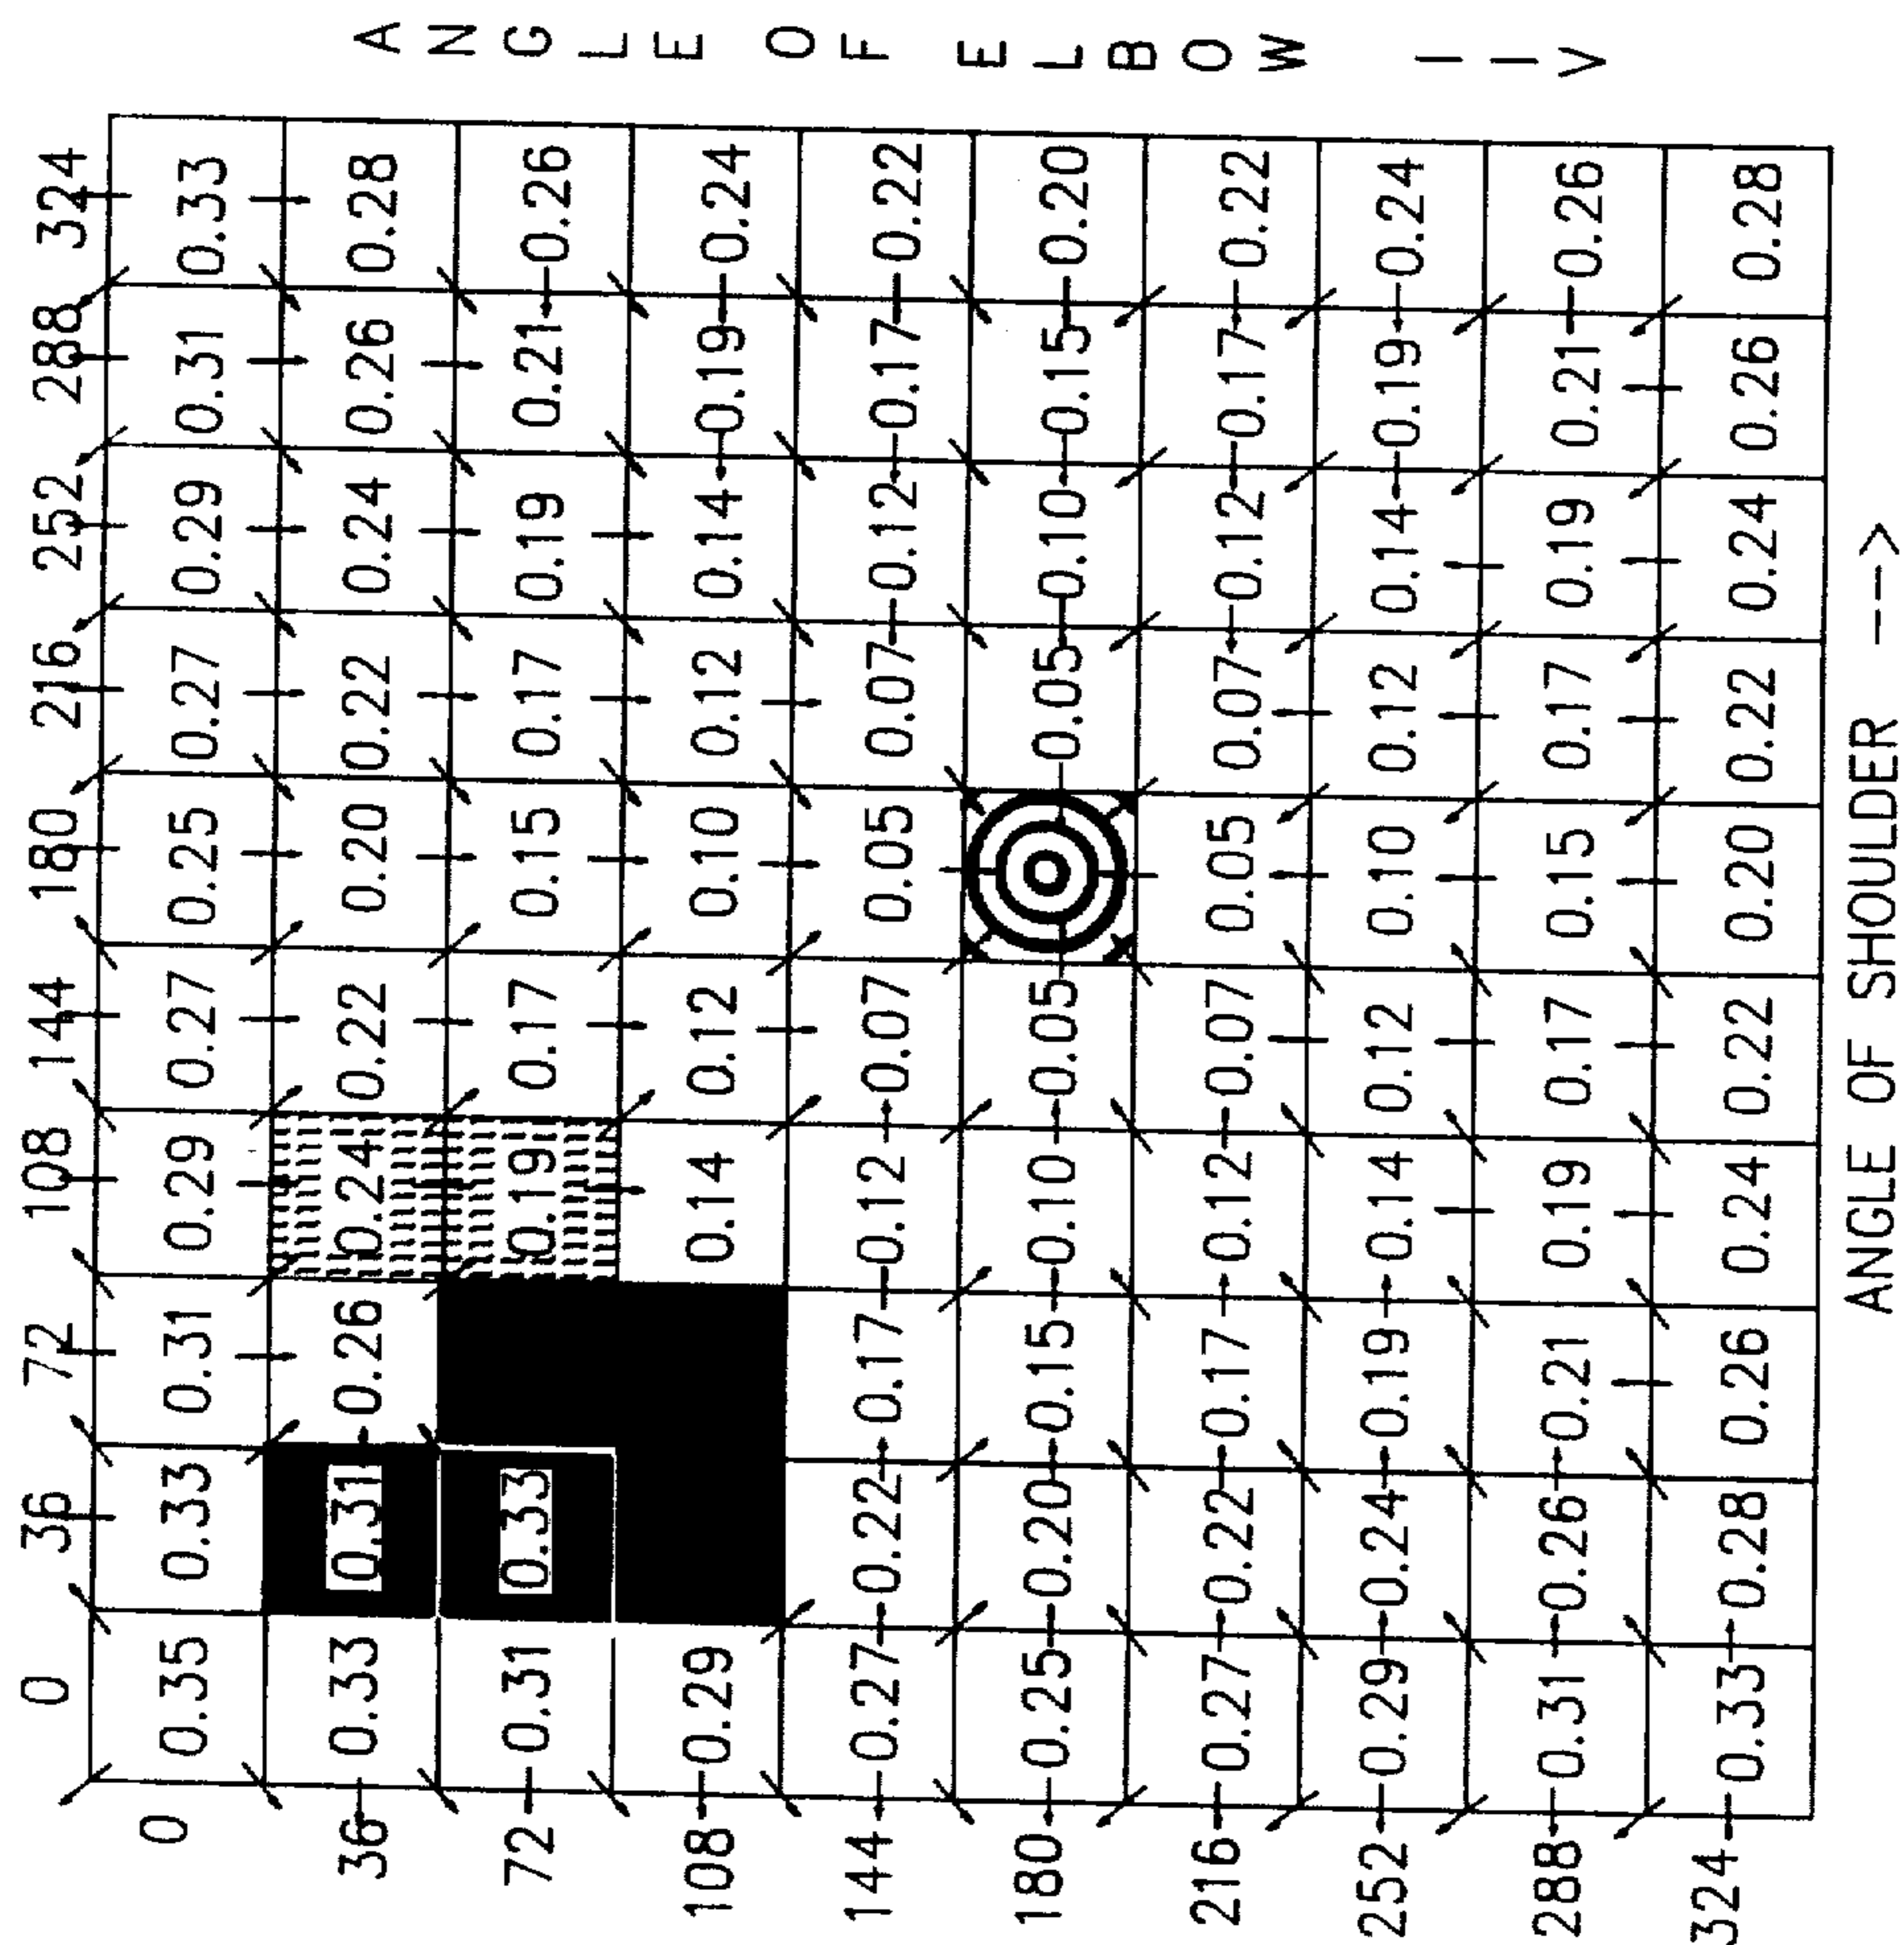 0 36 72 108 144 180 216 252 288 324
0 0.35 0.33 0.31 0.29 0.27 0.25 0.27 0.29 0.31 0.33
36 0.33 0.31 0.26 0.24 0.22 0.20 0.22 0.24 0.26 0.28
72 0.31 0.33 0.19 0.17 0.15 0.17 0.19 0.21 0.26
108 0.29 0.14 0.12 0.10 0.12 0.14 0.19 0.24
144 0.27 0.22 0.17 0.12 0.07 0.05 0.07 0.12 0.17 0.22
180 0.25 0.20 0.15 0.10 0.05 0.05 0.10 0.15 0.20
216 0.27 0.22 0.17 0.12 0.07 0.05 0.07 0.12 0.17 0.22
252 0.29 0.24 0.19 0.14 0.12 0.10 0.12 0.14 0.19 0.24
288 0.31 0.26 0.21 0.19 0.17 0.15 0.17 0.19 0.21 0.26
324 0.33 0.28 0.26 0.24 0.22 0.20 0.22 0.24 0.26 0.28
ANGLE OF SHOULDER -->
ANGLE OF ELBOW | | V